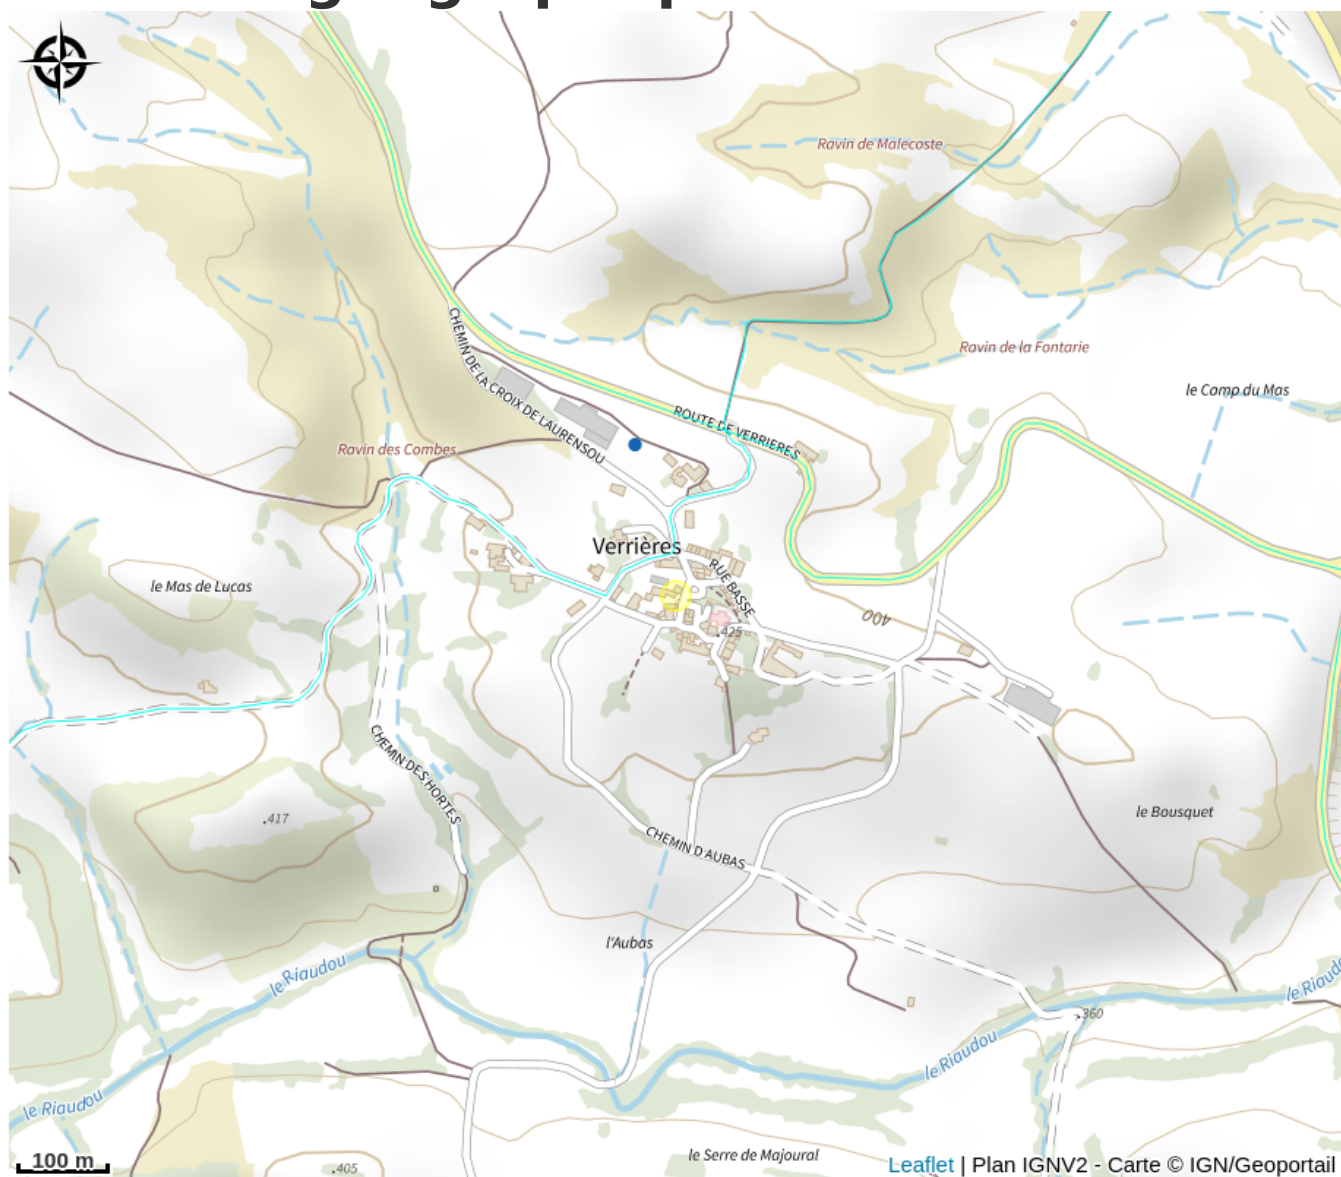 Ravin de Malecoste
CHEMIN DE LA CROIX DE LAURENSOU
Ravin de la Fontarie
le Camp du Mas
ROUTE DE VERRIERES
Ravin des Combes
Verrières
RUE BASSE
le Mas de Lucas
400
.425
CHEMIN DES HORTES
.417
le Bousquet
CHEMIN D'AUBAS
l'Aubas
le Riaudou
le Riaudou
.360
le Riaudou
le Riaudou
100 m
.405
le Serre de Majoural
Leaflet | Plan IGNV2 - Carte © IGN/Geoportail